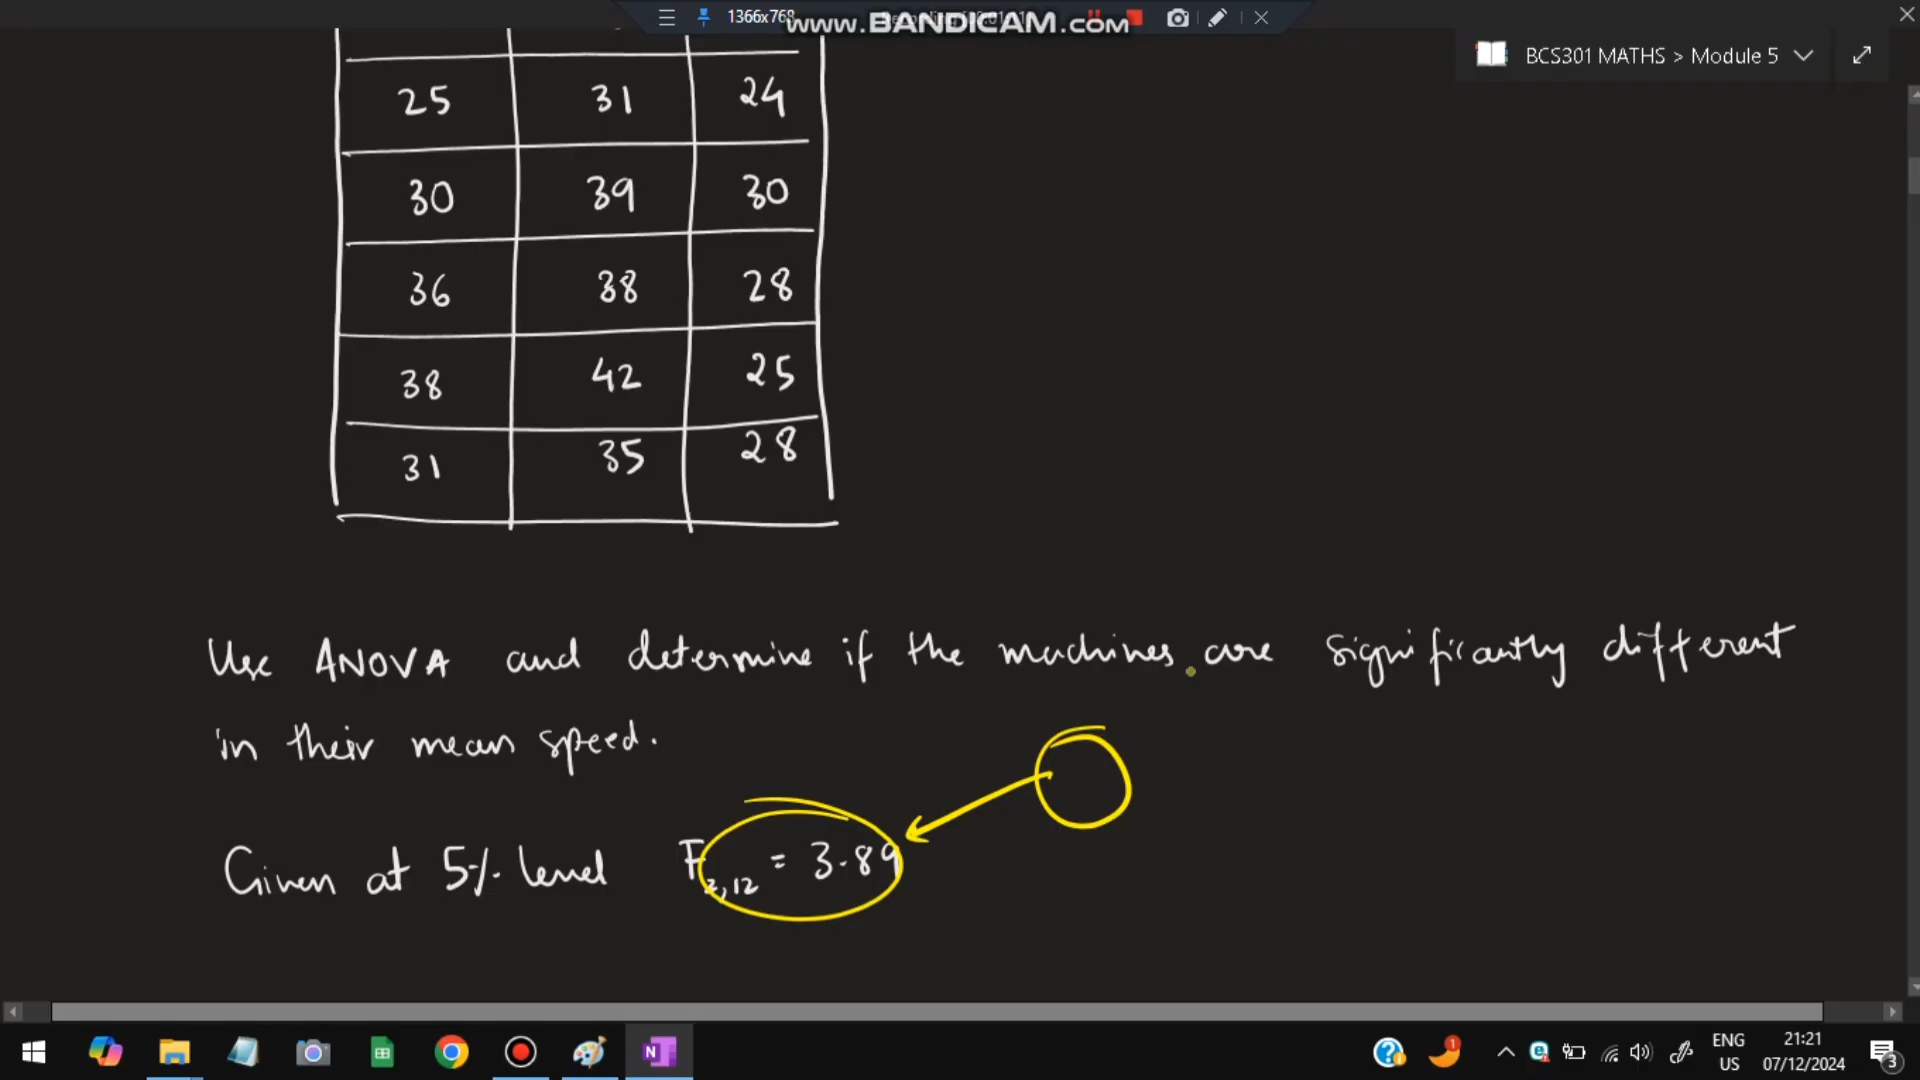 1366x768
www.BANDICAM.com
BCS301 MATHS > Module 5
25 31 24
30 39 30
36 38 28
38 42 25
31 35 28
Use ANOVA and determine if the machines are significantly different
in their mean speed.
Given at 5% level F2,12 = 3.89
ENG
US
21:21
07/12/2024
1
3